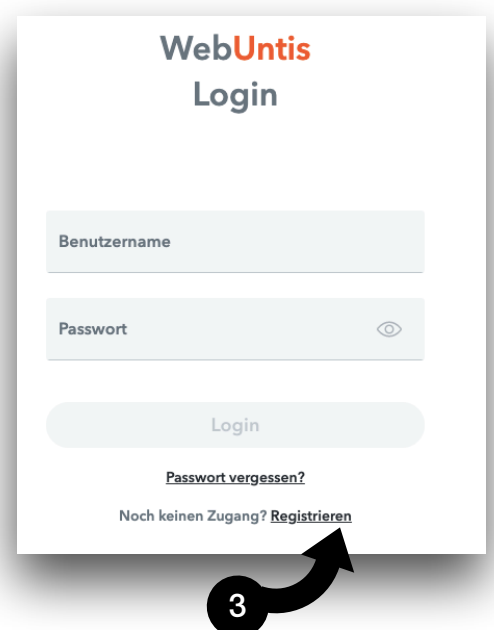 WebUntis
Login
Benutzername
Passwort
Login
Passwort vergessen?
Noch keinen Zugang? Registrieren
3